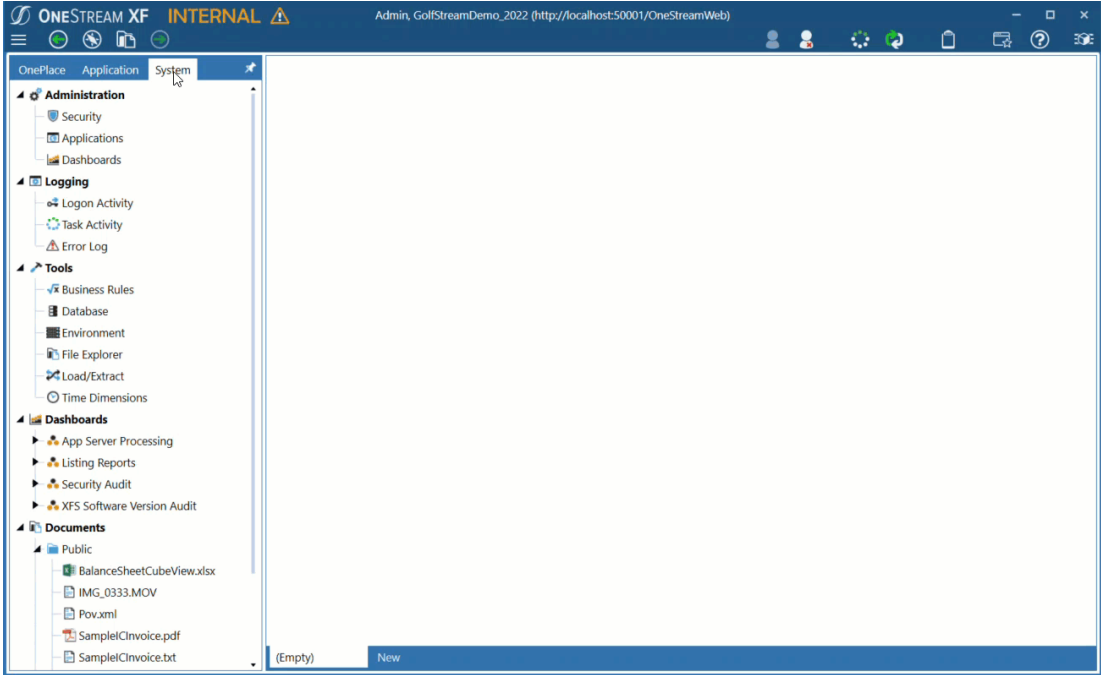 ONESTREAM XF INTERNAL
Admin, GolfStreamDemo_2022 (http://localhost:50001/OneStreamWeb)
OnePlace Application System
Administration
Security
Applications
Dashboards
Logging
Logon Activity
Task Activity
Error Log
Tools
Business Rules
Database
Environment
File Explorer
Load/Extract
Time Dimensions
Dashboards
App Server Processing
Listing Reports
Security Audit
XFS Software Version Audit
Documents
Public
BalanceSheetCubeView.xlsx
IMG_0333.MOV
Pov.xml
SampleICInvoice.pdf
SampleICInvoice.txt
(Empty) New